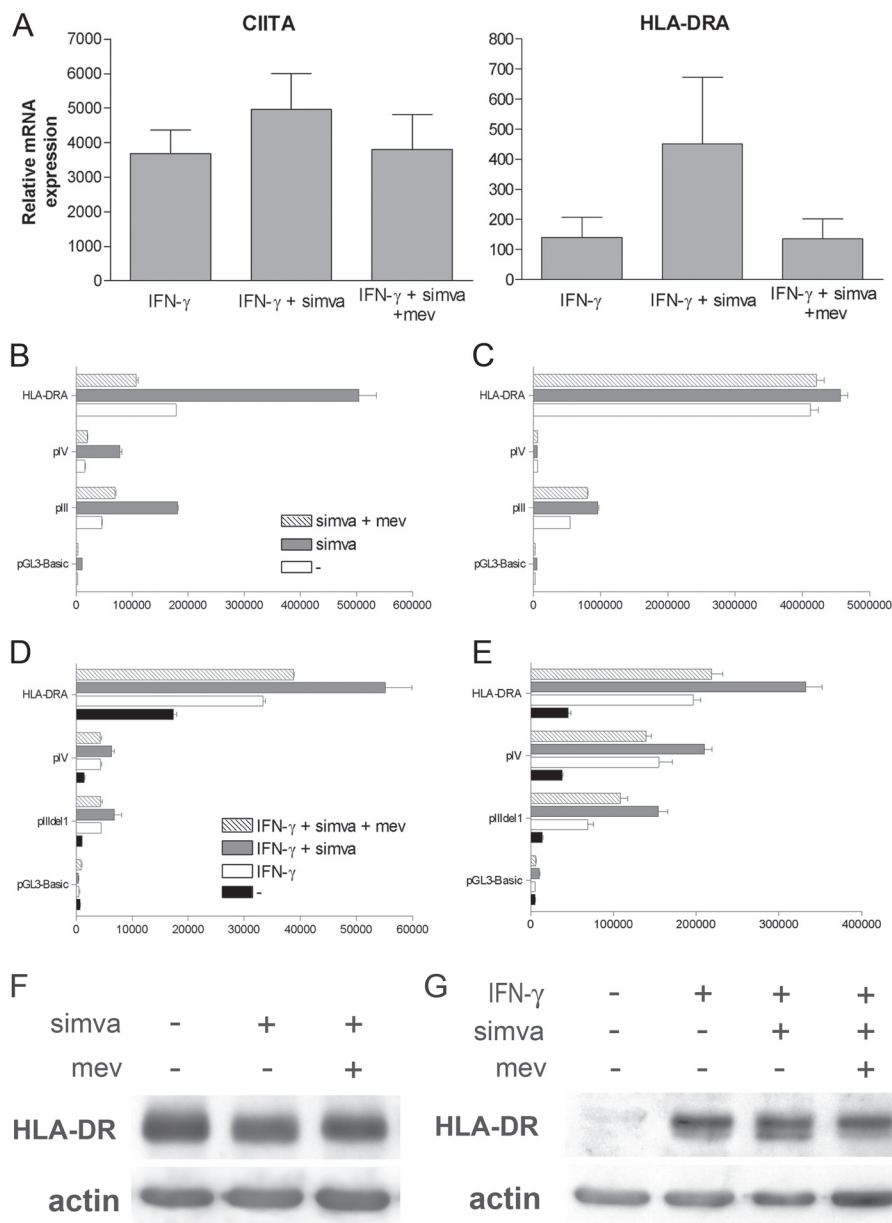 A
CIITA
Relative mRNA
expression
7000
6000
5000
4000
3000
2000
1000
0
IFN-γ
IFN-γ + simva
IFN-γ + simva
+mev
HLA-DRA
800
700
600
500
400
300
200
100
0
IFN-γ
IFN-γ + simva
IFN-γ + simva
+mev
B
HLA-DRA
pIV
pIII
pGL3-Basic
simva + mev
simva
-
0 100000 200000 300000 400000 500000 600000
C
HLA-DRA
pIV
pIII
pGL3-Basic
0 1000000 2000000 3000000 4000000 5000000
D
HLA-DRA
pIV
pIIIdel1
pGL3-Basic
IFN-γ + simva + mev
IFN-γ + simva
IFN-γ
-
0 10000 20000 30000 40000 50000 60000
E
HLA-DRA
pIV
pIIIdel1
pGL3-Basic
0 100000 200000 300000 400000
F
simva - + +
mev - - +
HLA-DR
actin
G
IFN-γ - + + +
simva - - + +
mev - - - +
HLA-DR
actin